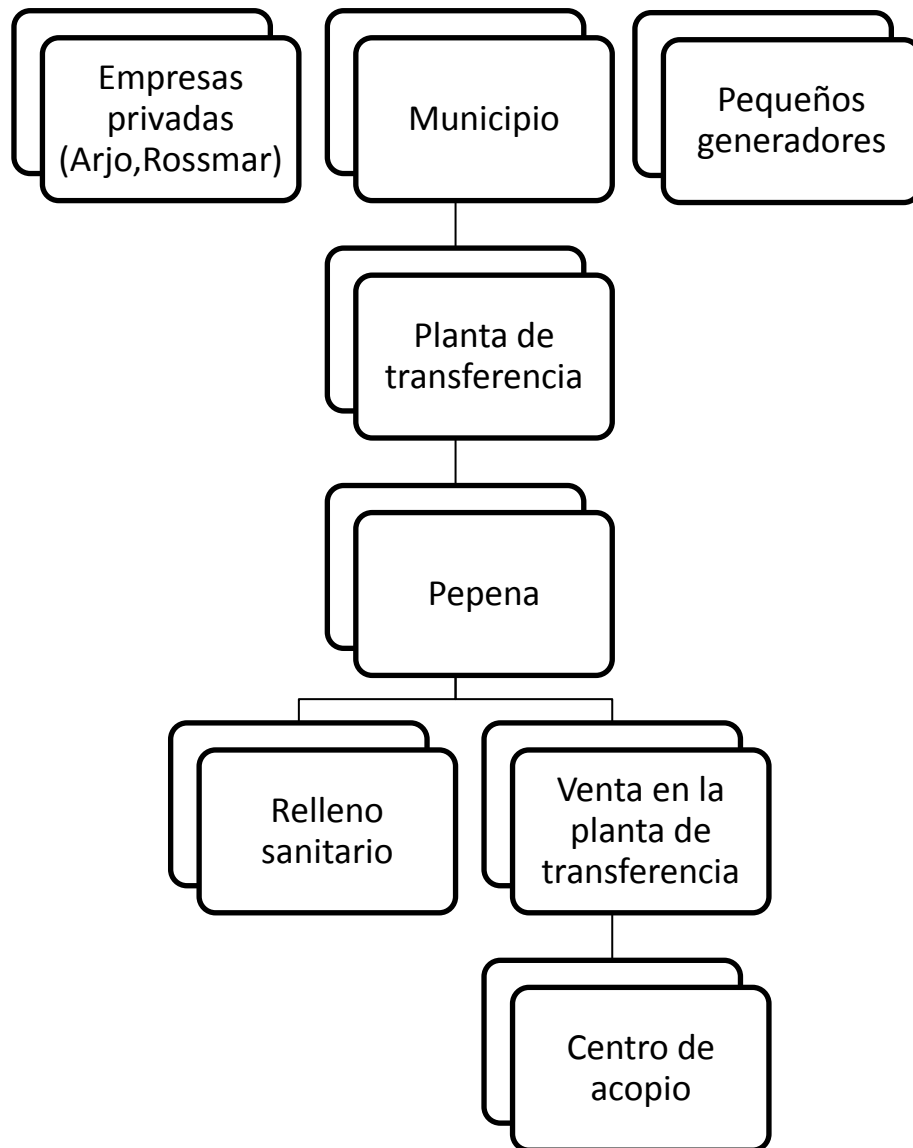 Empresas
privadas
(Arjo,Rossmar)
Municipio
Pequeños
generadores
Planta de
transferencia
Pepena
Relleno
sanitario
Venta en la
planta de
transferencia
Centro de
acopio